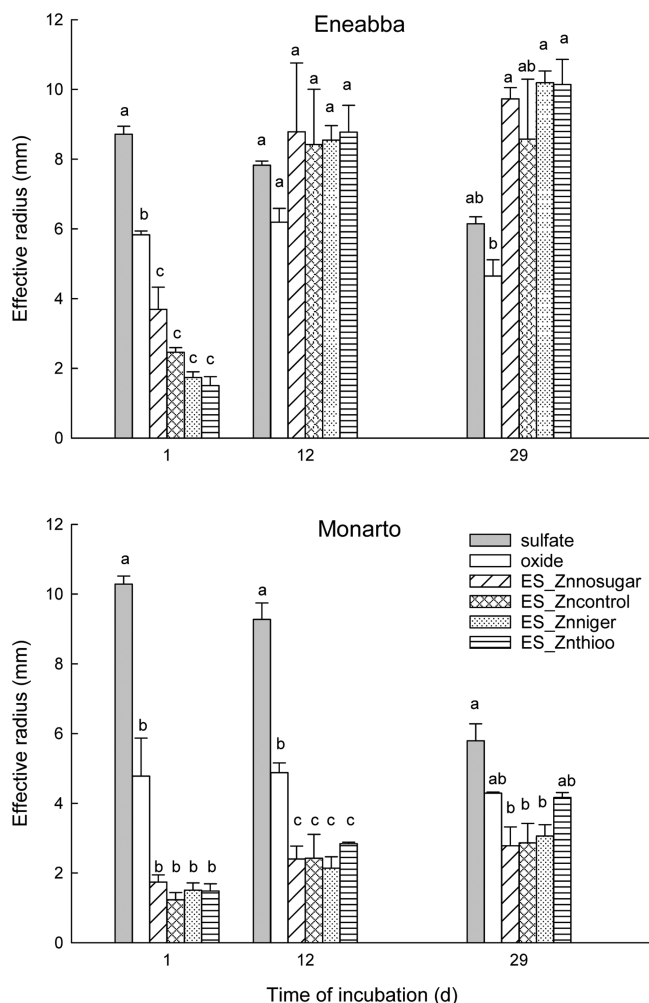 Eneabba
Effective radius (mm)
12
10
8
6
4
2
0
a
b
c
c
c
c
a
a
a
a
a
a
ab
b
a
ab
a
a
1
12
29
Monarto
Effective radius (mm)
12
10
8
6
4
2
0
sulfate
oxide
ES_Znnosugar
ES_Zncontrol
ES_Znniger
ES_Znthioo
a
b
b
b
b
b
a
b
c
c
c
c
a
ab
b
b
b
ab
1
12
29
Time of incubation (d)